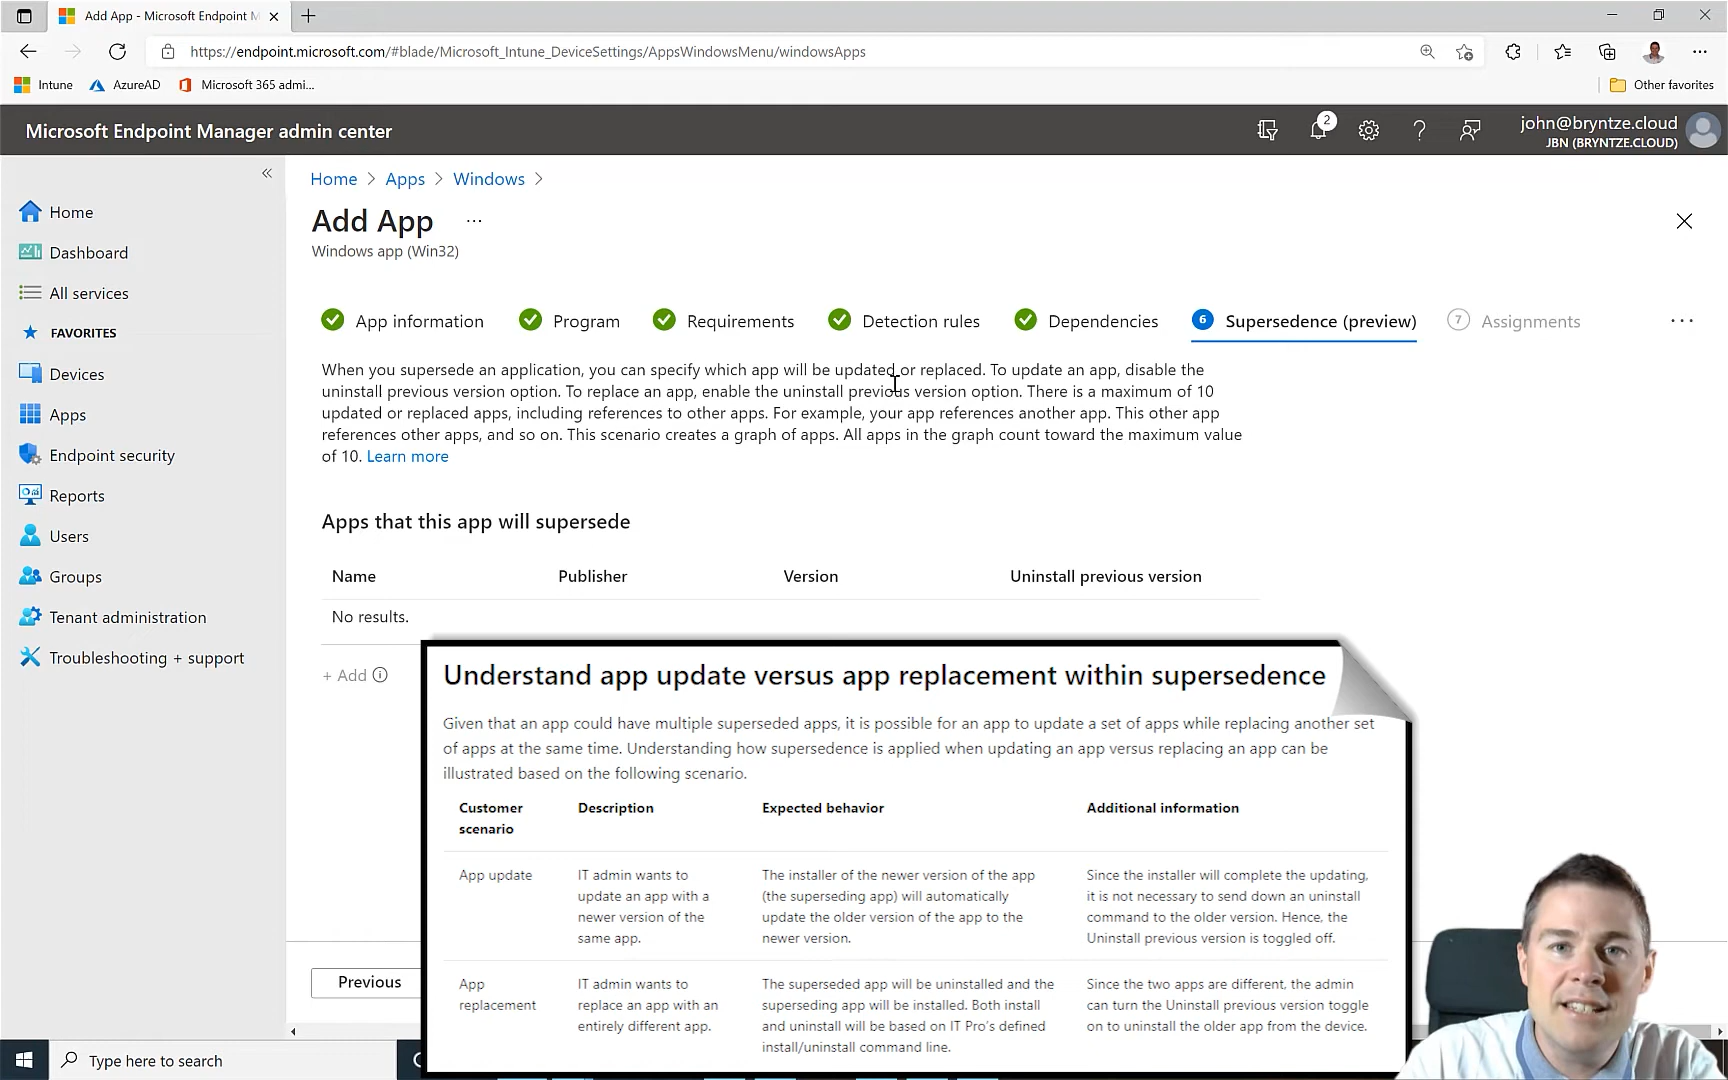 Add App - Microsoft Endpoint M
https://endpoint.microsoft.com/#blade/Microsoft_Intune_DeviceSettings/AppsWindowsMenu/windowsApps
Intune
AzureAD
Microsoft 365 admi...
Other favorites
Microsoft Endpoint Manager admin center
2
john@bryntze.cloud
JBN (BRYNTZE.CLOUD)
Home > Apps > Windows >
Home
Dashboard
All services
FAVORITES
Devices
Apps
Endpoint security
Reports
Users
Groups
Tenant administration
Troubleshooting + support
Add App ...
Windows app (Win32)
App information
Program
Requirements
Detection rules
Dependencies
6 Supersedence (preview)
7 Assignments
...
When you supersede an application, you can specify which app will be updated or replaced. To update an app, disable the
uninstall previous version option. To replace an app, enable the uninstall previous version option. There is a maximum of 10
updated or replaced apps, including references to other apps. For example, your app references another app. This other app
references other apps, and so on. This scenario creates a graph of apps. All apps in the graph count toward the maximum value
of 10. Learn more
Apps that this app will supersede
Name Publisher Version Uninstall previous version
No results.
+ Add
Understand app update versus app replacement within supersedence
Given that an app could have multiple superseded apps, it is possible for an app to update a set of apps while replacing another set
of apps at the same time. Understanding how supersedence is applied when updating an app versus replacing an app can be
illustrated based on the following scenario.
Customer
scenario
Description
Expected behavior
Additional information
App update
IT admin wants to
update an app with a
newer version of the
same app.
The installer of the newer version of the app
(the superseding app) will automatically
update the older version of the app to the
newer version.
Since the installer will complete the updating,
it is not necessary to send down an uninstall
command to the older version. Hence, the
Uninstall previous version is toggled off.
App
replacement
IT admin wants to
replace an app with an
entirely different app.
The superseded app will be uninstalled and the
superseding app will be installed. Both install
and uninstall will be based on IT Pro's defined
install/uninstall command line.
Since the two apps are different, the admin
can turn the Uninstall previous version toggle
on to uninstall the older app from the device.
Previous
Type here to search